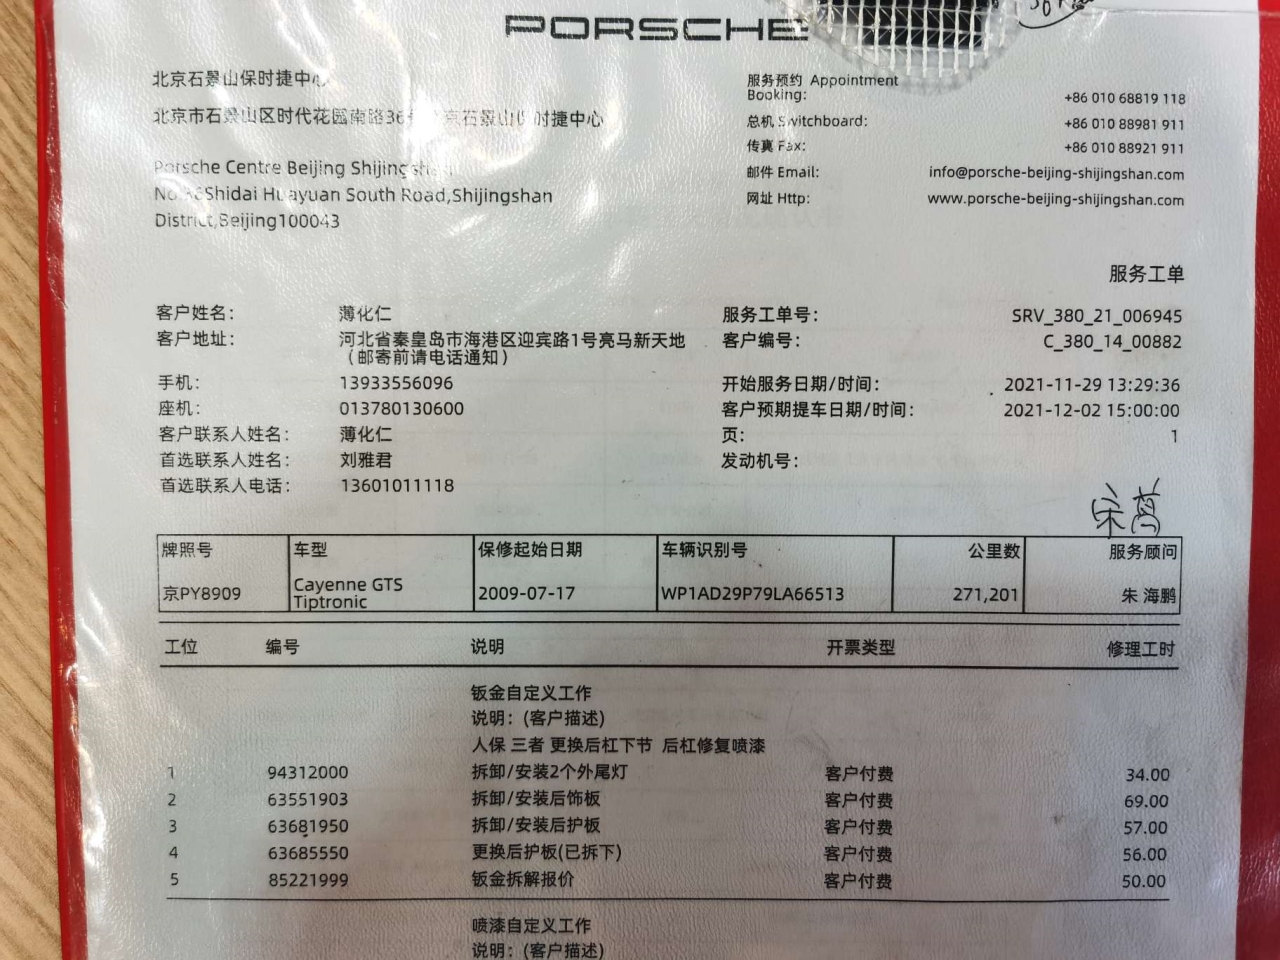 PORSCHE
北京石景山保时捷中心
北京市石景山区时代花园南路36 京石景山保时捷中心
Porsche Centre Beijing Shijingshan
Shidai Huayuan South Road,Shijingshan
District,Beijing100043
服务预约 Appointment
Booking: +86 010 68819 118
总机 Switchboard: +86 010 88981 911
传真 Fax: +86 010 88921 911
邮件 Email: info@porsche-beijing-shijingshan.com
网址 Http: www.porsche-beijing-shijingshan.com
服务工单
客户姓名: 薄化仁 服务工单号: SRV_380_21_006945
客户地址: 河北省秦皇岛市海港区迎宾路1号亮马新天地 客户编号: C_380_14_00882
(邮寄前请电话通知)
手机: 13933556096 开始服务日期/时间: 2021-11-29 13:29:36
座机: 013780130600 客户预期提车日期/时间: 2021-12-02 15:00:00
客户联系人姓名: 薄化仁 页: 1
首选联系人姓名: 刘雅君 发动机号:
首选联系人电话: 13601011118
牌照号 车型 保修起始日期 车辆识别号 公里数 服务顾问
京PY8909 Cayenne GTS Tiptronic 2009-07-17 WP1AD29P79LA66513 271,201 朱 海鹏
工位 编号 说明 开票类型 修理工时
钣金自定义工作
说明: (客户描述)
人保 三者 更换后杠下节 后杠修复喷漆
1 94312000 拆卸/安装2个外尾灯 客户付费 34.00
2 63551903 拆卸/安装后饰板 客户付费 69.00
3 63681950 拆卸/安装后护板 客户付费 57.00
4 63685550 更换后护板(已拆下) 客户付费 56.00
5 85221999 钣金拆解报价 客户付费 50.00
喷漆自定义工作
说明: (客户描述)